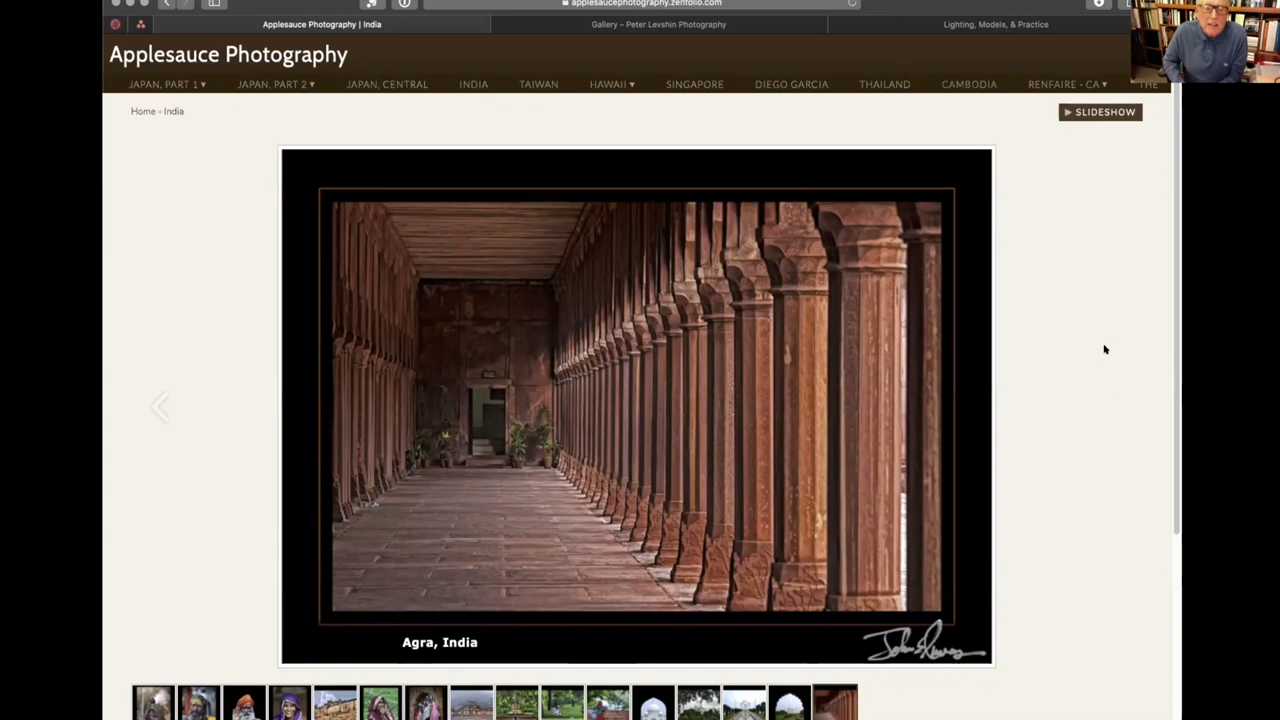 applesaucephotography.zenfolio.com
Applesauce Photography | India
Gallery – Peter Levshin Photography
Lighting, Models, & Practice
Applesauce Photography
JAPAN, PART 1 ▾ JAPAN, PART 2 ▾ JAPAN, CENTRAL INDIA TAIWAN HAWAII ▾ SINGAPORE DIEGO GARCIA THAILAND CAMBODIA RENFAIRE - CA ▾ THE
Home » India
SLIDESHOW
Agra, India